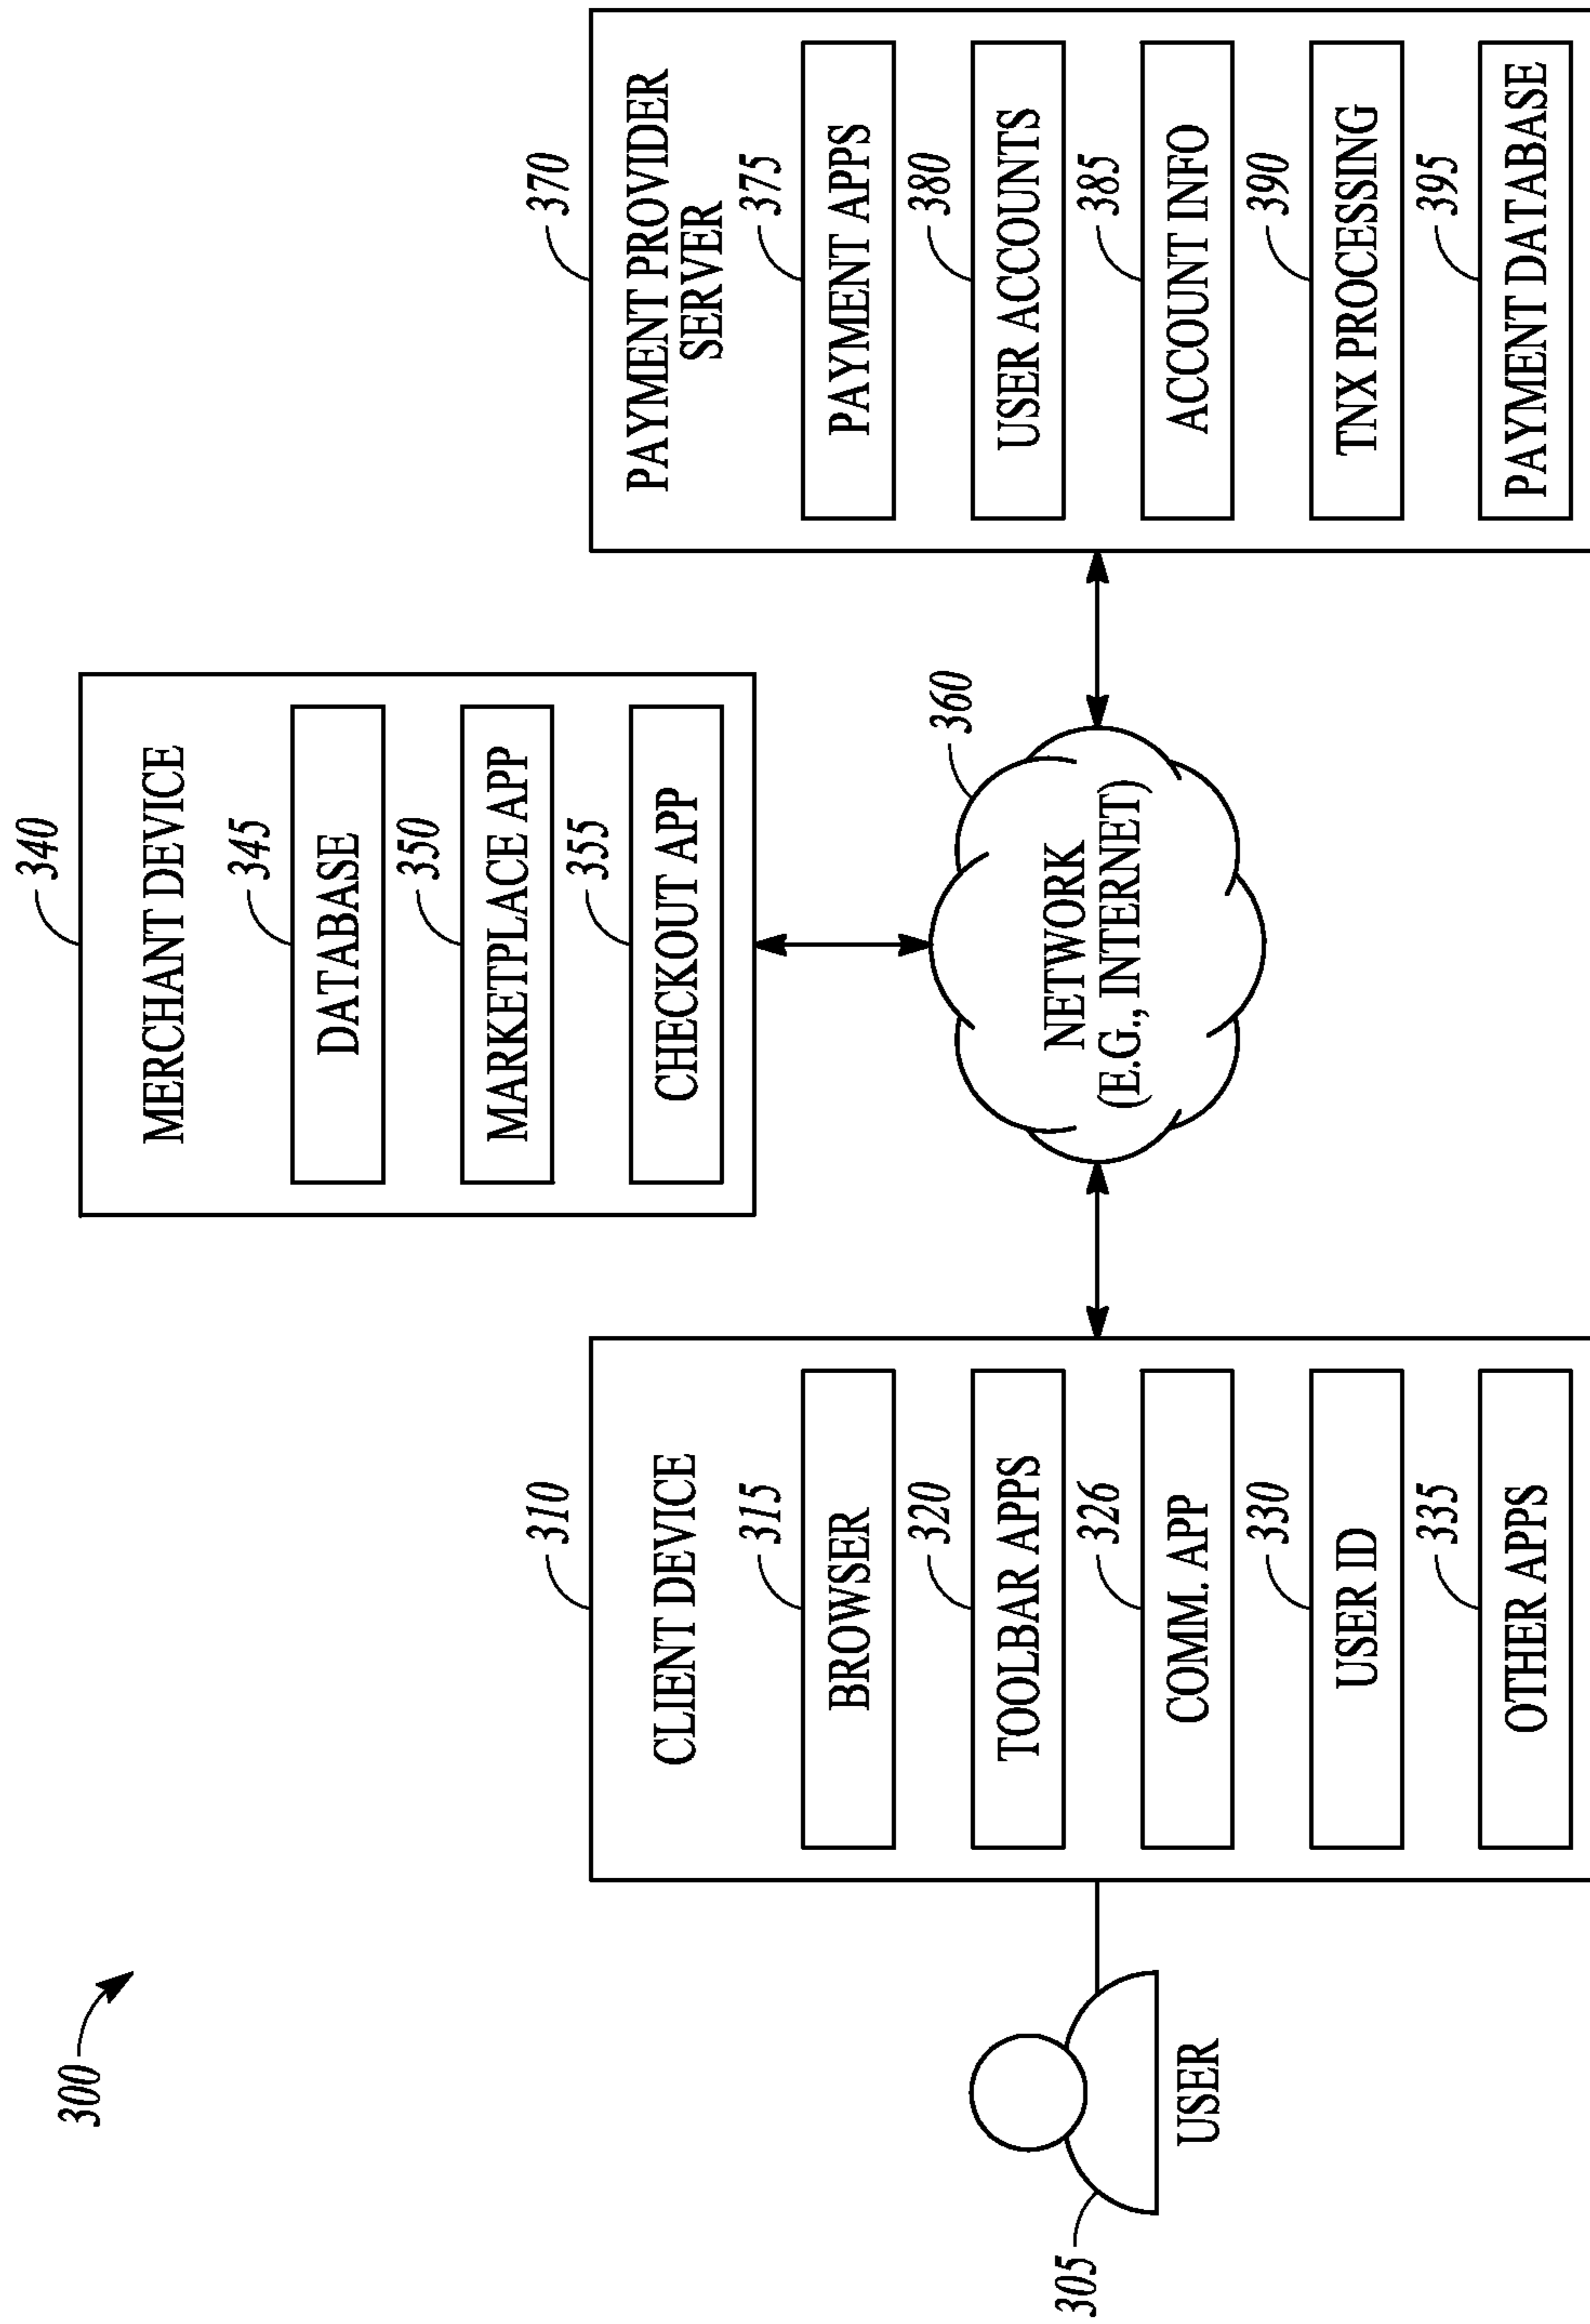 300
340
MERCHANT DEVICE
345
DATABASE
350
MARKETPLACE APP
355
CHECKOUT APP
305
USER
310
CLIENT DEVICE
315
BROWSER
320
TOOLBAR APPS
326
COMM. APP
330
USER ID
335
OTHER APPS
360
NETWORK
(E.G., INTERNET)
370
PAYMENT PROVIDER
SERVER
375
PAYMENT APPS
380
USER ACCOUNTS
385
ACCOUNT INFO
390
TNX PROCESSING
395
PAYMENT DATABASE